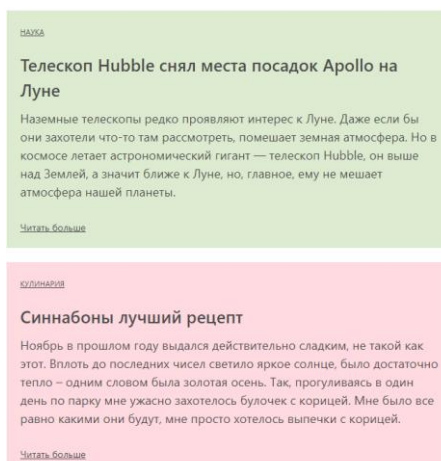 НАУКА
Телескоп Hubble снял места посадок Apollo на
Луне
Наземные телескопы редко проявляют интерес к Луне. Даже если бы
они захотели что-то там рассмотреть, помешает земная атмосфера. Но в
космосе летает астрономический гигант — телескоп Hubble, он выше
над Землей, а значит ближе к Луне, но, главное, ему не мешает
атмосфера нашей планеты.
Читать больше
КУЛИНАРИЯ
Синнабоны лучший рецепт
Ноябрь в прошлом году выдался действительно сладким, не такой как
этот. Вплоть до последних чисел светило яркое солнце, было достаточно
тепло – одним словом была золотая осень. Так, прогуливаясь в один
день по парку мне ужасно захотелось булочек с корицей. Мне было все
равно какими они будут, мне просто хотелось выпечки с корицей.
Читать больше